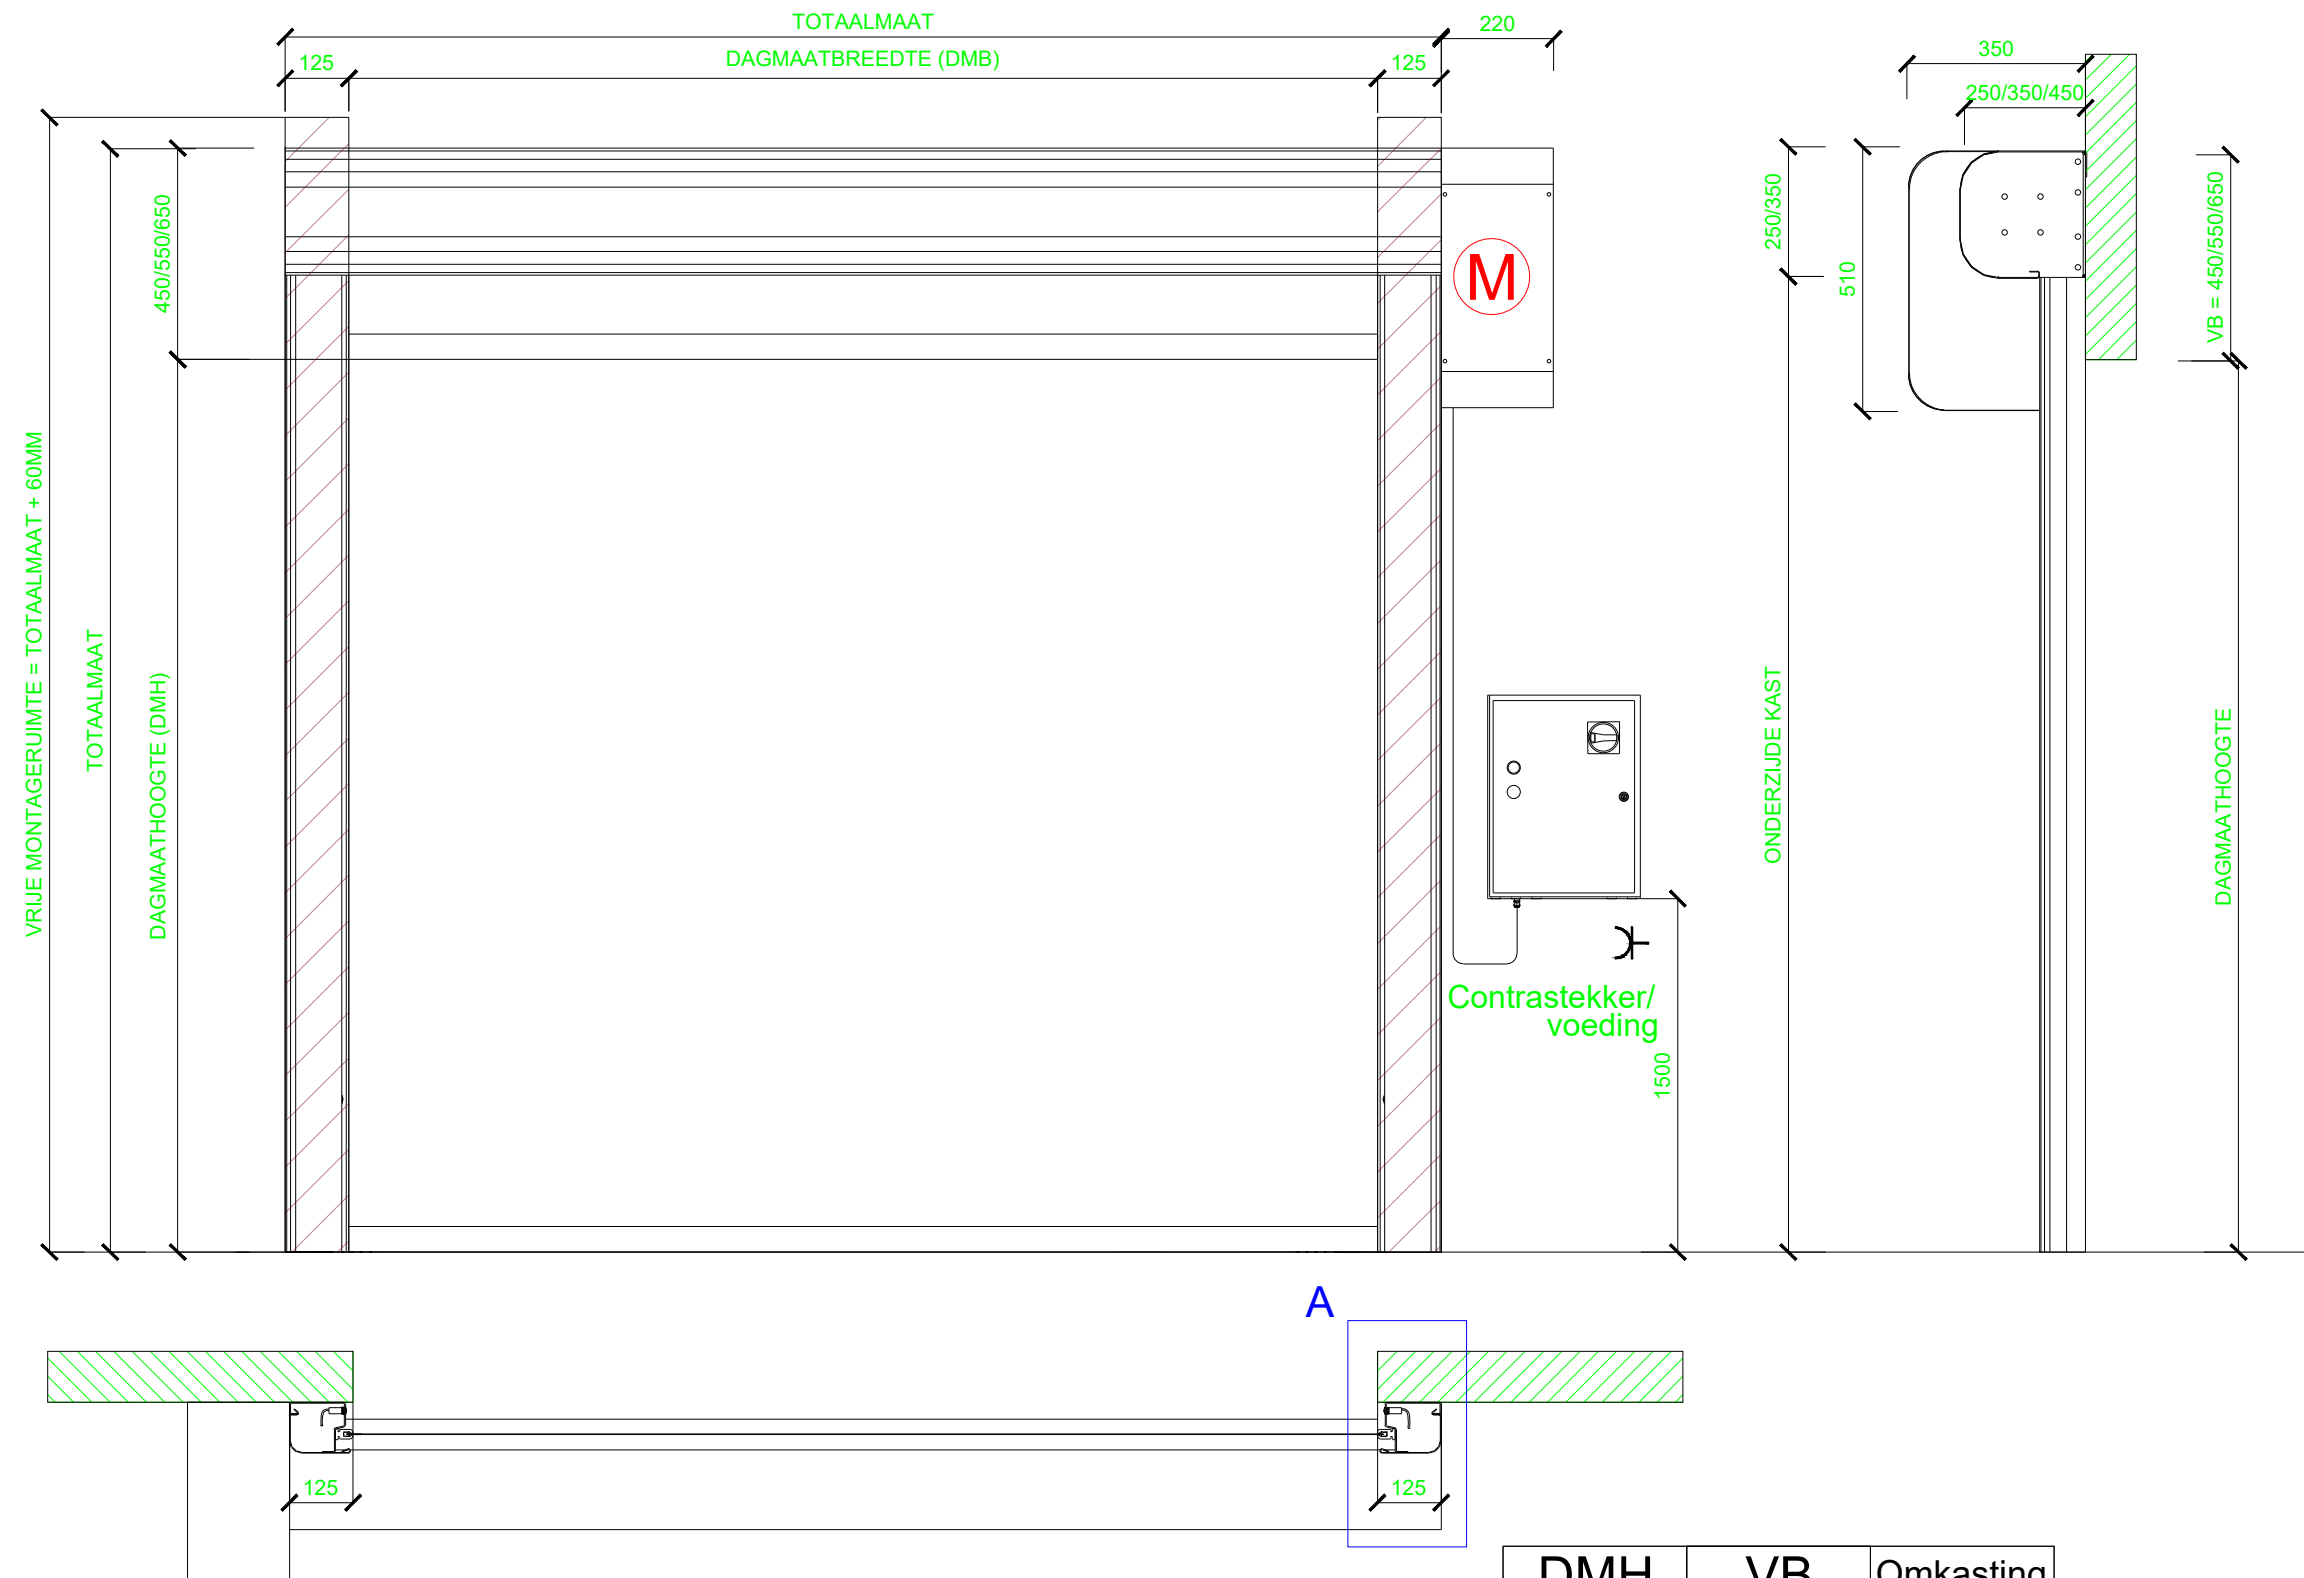 TOTAALMAAT
220
DAGMAATBREEDTE (DMB)
125
125
350
250/350/450
450/550/650
250/350
510
VB = 450/550/650
M
VRIJE MONTAGERUIMTE = TOTAALMAAT + 60MM
TOTAALMAAT
DAGMAATHOOGTE (DMH)
ONDERZIJDE KAST
DAGMAATHOOGTE
Contrastekker/
voeding
1500
A
125
125
DMH
VB
Omkasting